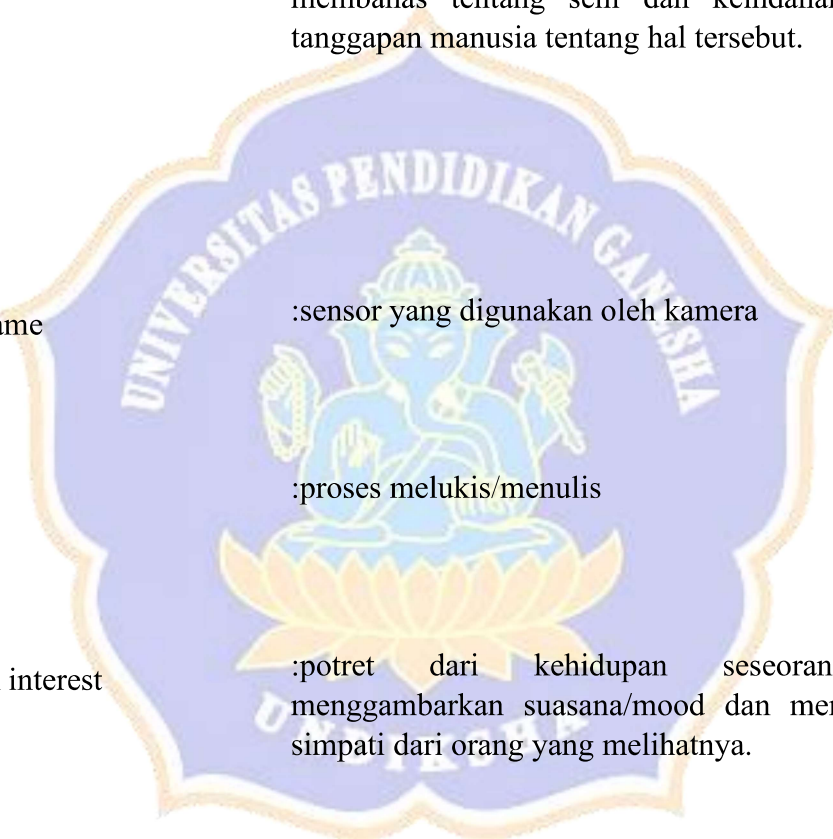 membahas tentang seni dan keindahan
tanggapan manusia tentang hal tersebut.
UNIVERSITAS PENDIDIKAN GANESHA
ame :sensor yang digunakan oleh kamera
:proses melukis/menulis
interest :potret dari kehidupan seseoran
menggambarkan suasana/mood dan mer
simpati dari orang yang melihatnya.
UNDIKSHA